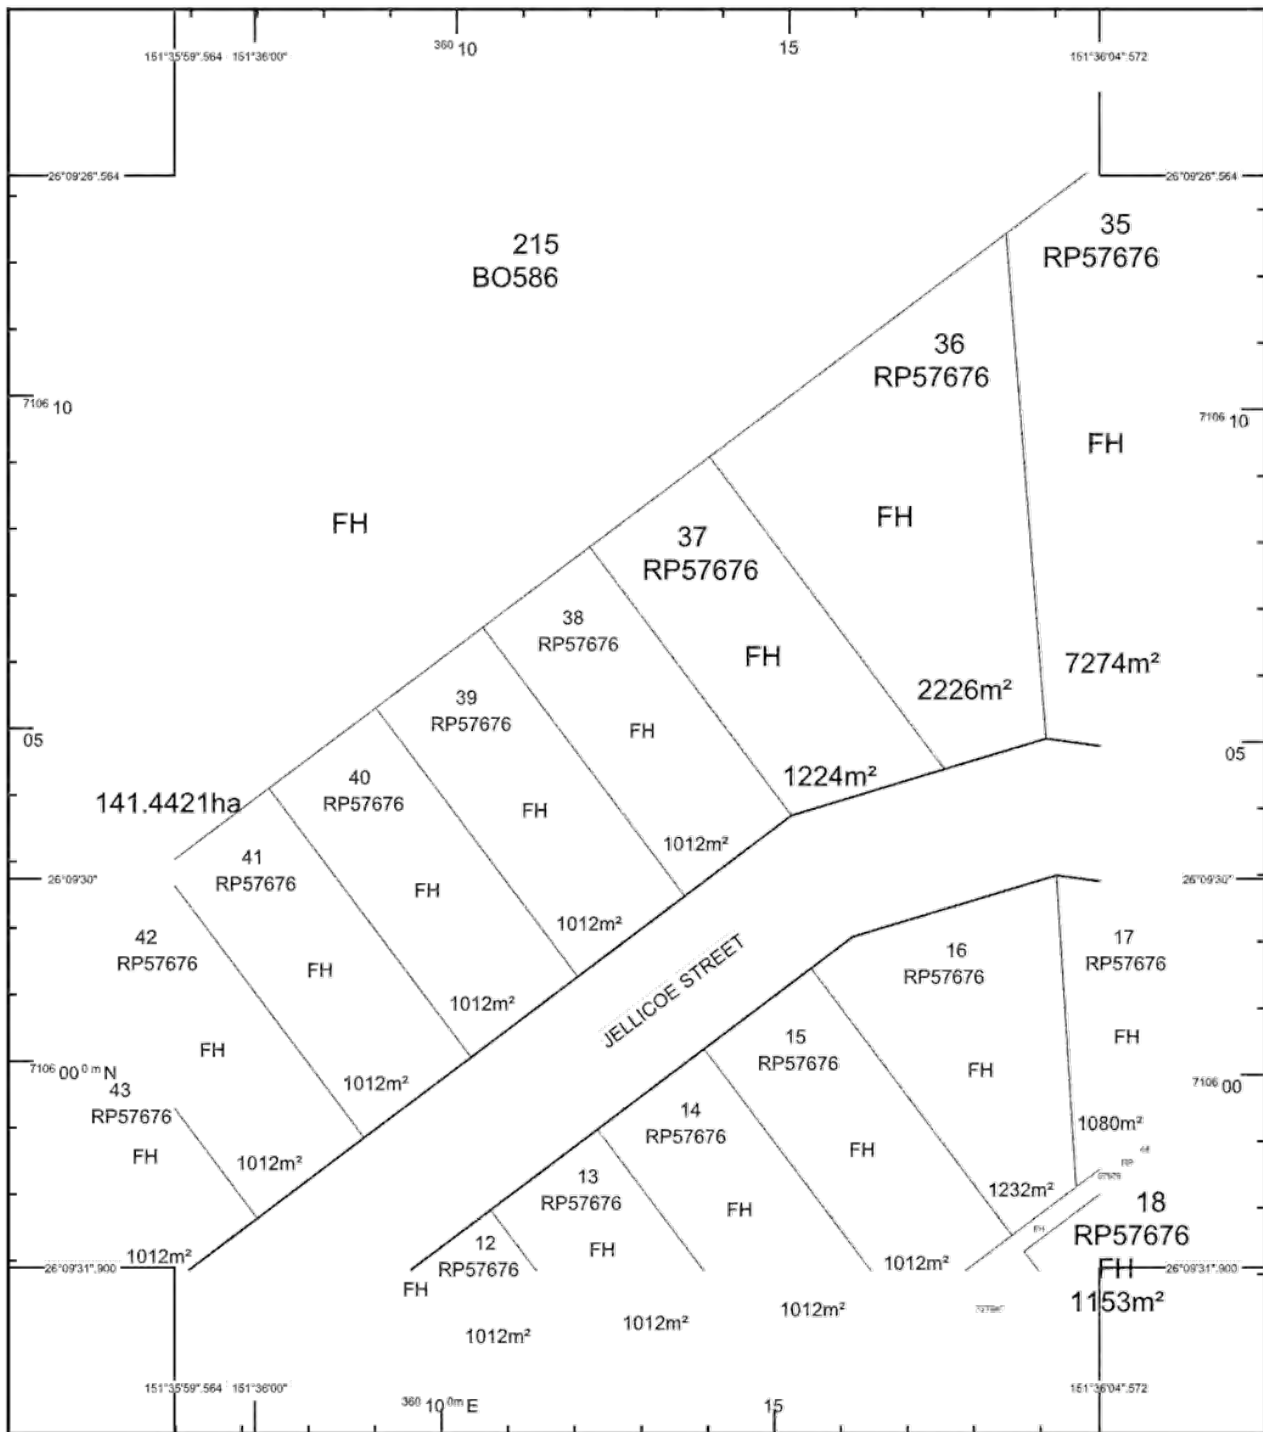 360 10
15
151°35'59".564
151°36'00"
151°36'04".572
26°09'26".564
26°09'26".564
35
RP57676
215
BO586
36
RP57676
7106 10
7106 10
FH
FH
FH
37
RP57676
38
RP57676
FH
7274m²
2226m²
39
RP57676
FH
05
05
40
RP57676
1224m²
141.4421ha
FH
1012m²
41
RP57676
26°09'30"
26°09'30"
FH
1012m²
42
RP57676
JELLICOE STREET
16
RP57676
17
RP57676
FH
1012m²
15
RP57676
FH
FH
FH
7106 00 0 m N
1012m²
7106 00
43
RP57676
14
RP57676
1080m²
FH
1012m²
FH
13
RP57676
1232m²
18
RP57676
FH
FH
12
RP57676
FH
1012m²
1012m²
26°09'31".900
FH
26°09'31".900
FH
1153m²
1012m²
1012m²
1012m²
151°35'59".564
151°36'00"
151°36'04".572
360 10 0m E
15